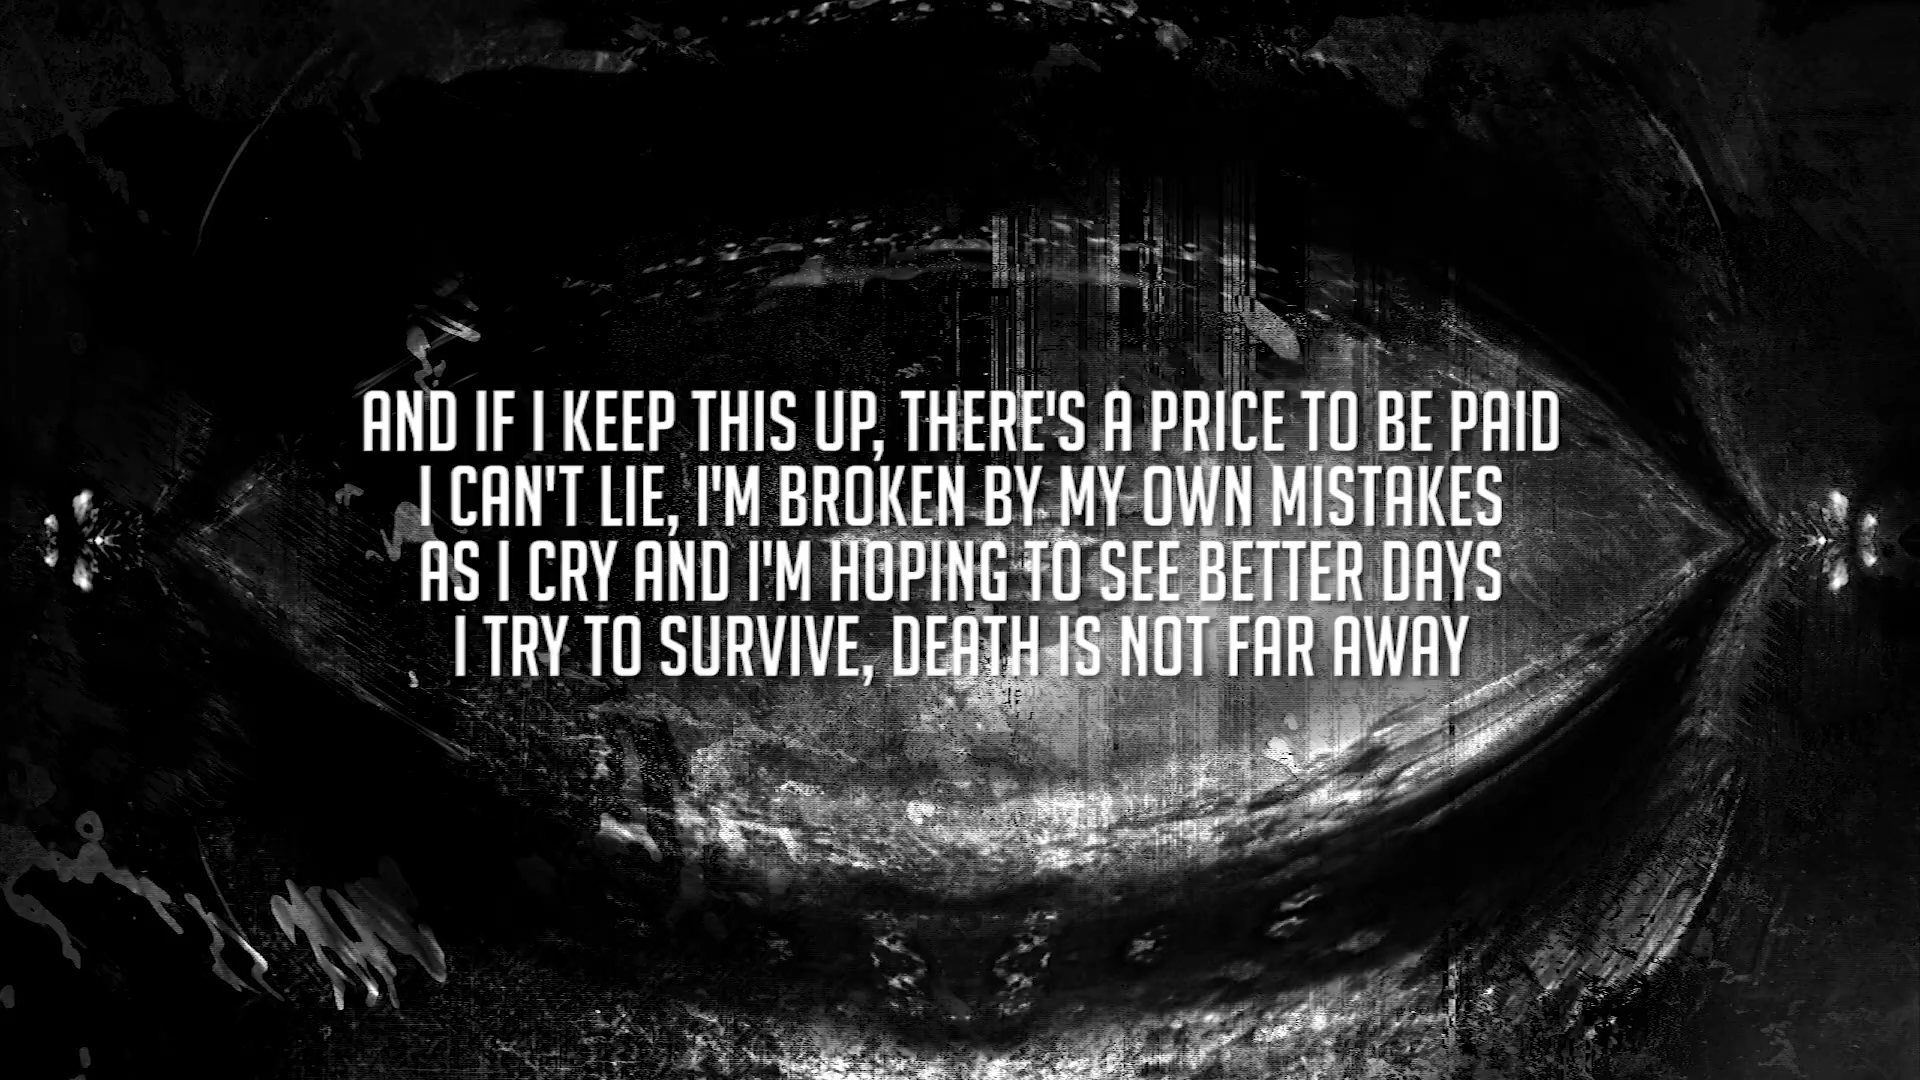 AND IF I KEEP THIS UP, THERE'S A PRICE TO BE PAID
I CAN'T LIE, I'M BROKEN BY MY OWN MISTAKES
AS I CRY AND I'M HOPING TO SEE BETTER DAYS
I TRY TO SURVIVE, DEATH IS NOT FAR AWAY